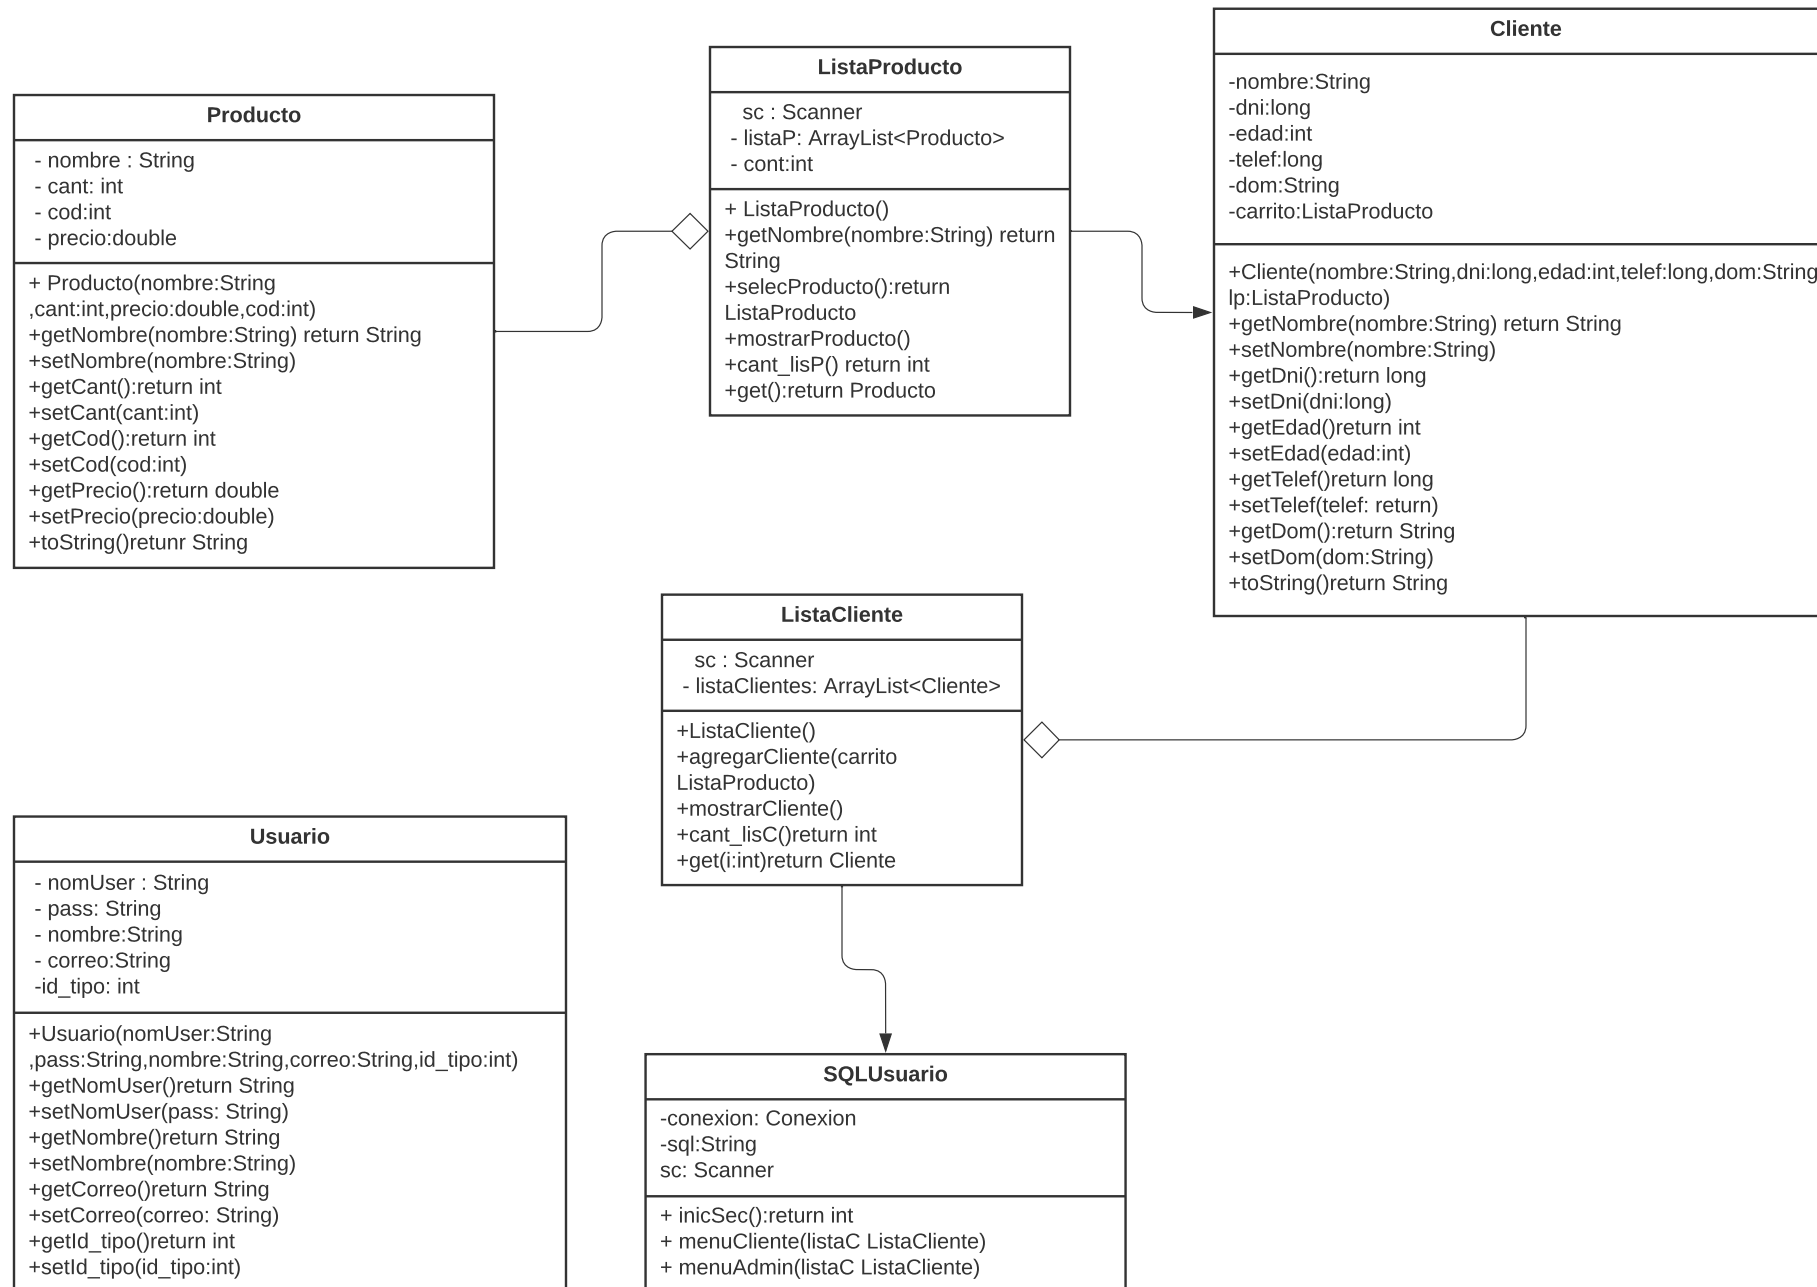 Producto
- nombre : String
- cant: int
- cod:int
- precio:double
+ Producto(nombre:String
,cant:int,precio:double,cod:int)
+getNombre(nombre:String) return String
+setNombre(nombre:String)
+getCant():return int
+setCant(cant:int)
+getCod():return int
+setCod(cod:int)
+getPrecio():return double
+setPrecio(precio:double)
+toString()retunr String
ListaProducto
sc : Scanner
- listaP: ArrayList<Producto>
- cont:int
+ ListaProducto()
+getNombre(nombre:String) return
String
+selecProducto():return
ListaProducto
+mostrarProducto()
+cant_lisP() return int
+get():return Producto
Cliente
-nombre:String
-dni:long
-edad:int
-telef:long
-dom:String
-carrito:ListaProducto
+Cliente(nombre:String,dni:long,edad:int,telef:long,dom:String
lp:ListaProducto)
+getNombre(nombre:String) return String
+setNombre(nombre:String)
+getDni():return long
+setDni(dni:long)
+getEdad()return int
+setEdad(edad:int)
+getTelef()return long
+setTelef(telef: return)
+getDom():return String
+setDom(dom:String)
+toString()return String
ListaCliente
sc : Scanner
- listaClientes: ArrayList<Cliente>
+ListaCliente()
+agregarCliente(carrito
ListaProducto)
+mostrarCliente()
+cant_lisC()return int
+get(i:int)return Cliente
Usuario
- nomUser : String
- pass: String
- nombre:String
- correo:String
-id_tipo: int
+Usuario(nomUser:String
,pass:String,nombre:String,correo:String,id_tipo:int)
+getNomUser()return String
+setNomUser(pass: String)
+getNombre()return String
+setNombre(nombre:String)
+getCorreo()return String
+setCorreo(correo: String)
+getId_tipo()return int
+setId_tipo(id_tipo:int)
SQLUsuario
-conexion: Conexion
-sql:String
sc: Scanner
+ inicSec():return int
+ menuCliente(listaC ListaCliente)
+ menuAdmin(listaC ListaCliente)